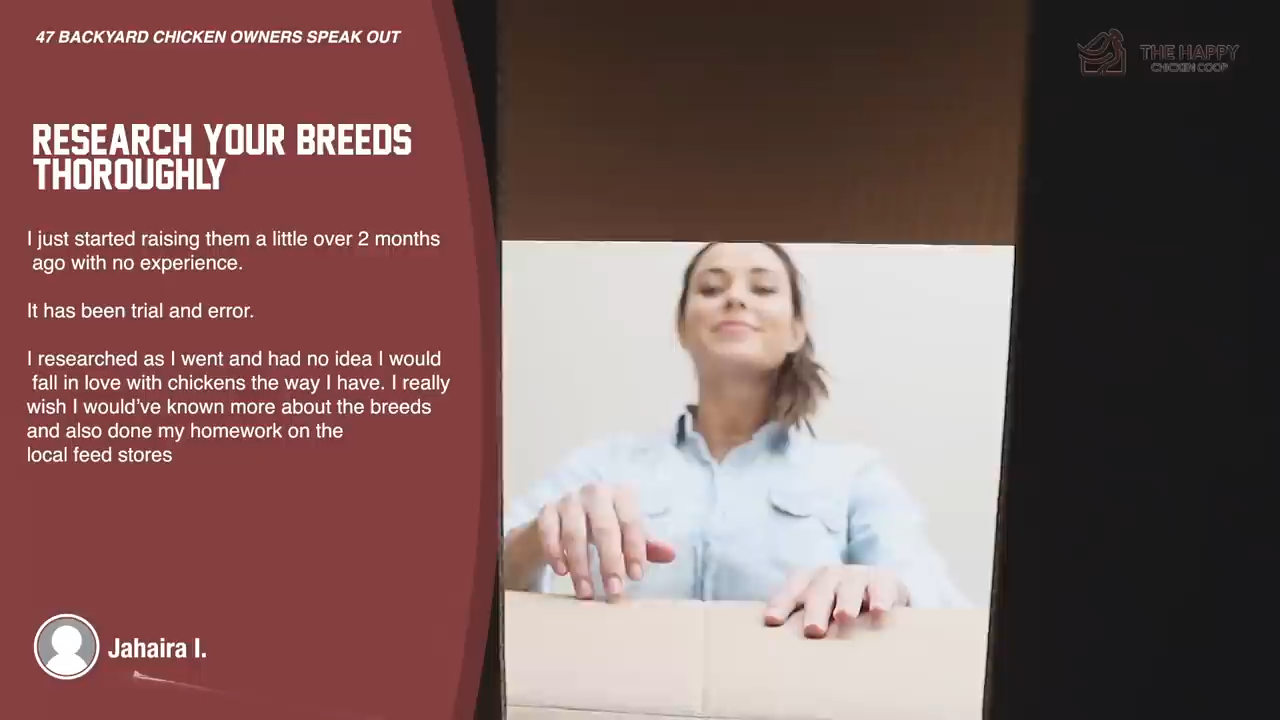 47 BACKYARD CHICKEN OWNERS SPEAK OUT
THE HAPPY
CHICKEN COOP
RESEARCH YOUR BREEDS
THOROUGHLY
I just started raising them a little over 2 months
ago with no experience.
It has been trial and error.
I researched as I went and had no idea I would
fall in love with chickens the way I have. I really
wish I would’ve known more about the breeds
and also done my homework on the
local feed stores
Jahaira I.